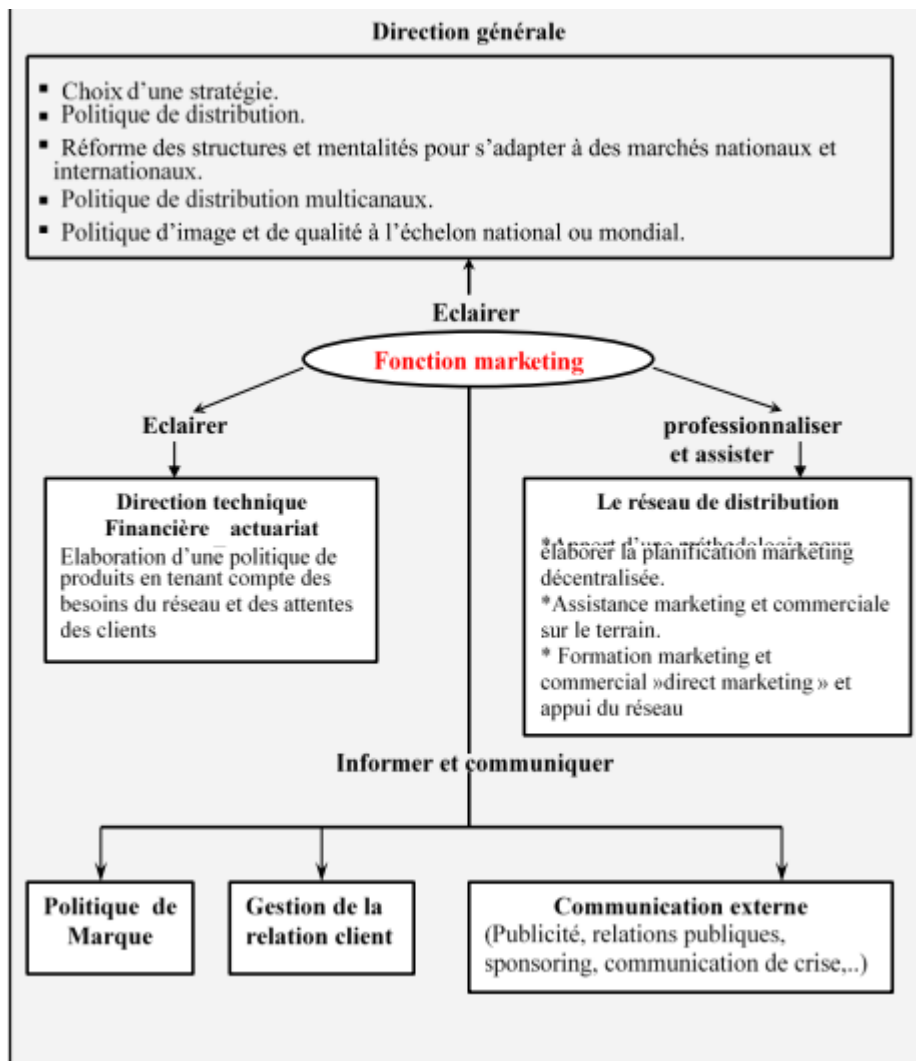 Direction générale
▪ Choix d’une stratégie.
▪ Politique de distribution.
▪ Réforme des structures et mentalités pour s’adapter à des marchés nationaux et
internationaux.
▪ Politique de distribution multicanaux.
▪ Politique d’image et de qualité à l’échelon national ou mondial.
Eclairer
Fonction marketing
Eclairer
professionnaliser
et assister
Direction technique
Financière actuariat
Elaboration d’une politique de
produits en tenant compte des
besoins du réseau et des attentes
des clients
Le réseau de distribution
*Apport d’une méthodologie pour
élaborer la planification marketing
décentralisée.
*Assistance marketing et commerciale
sur le terrain.
* Formation marketing et
commercial »direct marketing » et
appui du réseau
Informer et communiquer
Politique de
Marque
Gestion de la
relation client
Communication externe
(Publicité, relations publiques,
sponsoring, communication de crise,..)